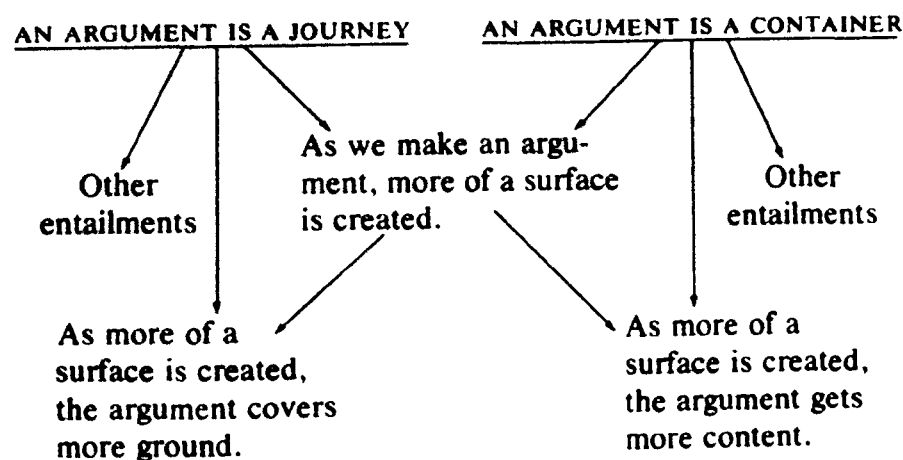 AN ARGUMENT IS A JOURNEY
AN ARGUMENT IS A CONTAINER
As we make an argu-
ment, more of a surface
is created.
Other
entailments
Other
entailments
As more of a
surface is created,
the argument covers
more ground.
As more of a
surface is created,
the argument gets
more content.